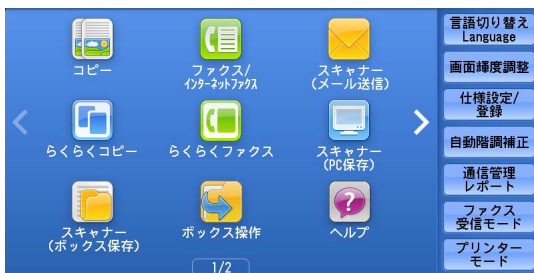 コピー
ファクス/
インターネットファクス
スキャナー
(メール送信)
らくらくコピー
らくらくファクス
スキャナー
(PC保存)
スキャナー
(ボックス保存)
ボックス操作
ヘルプ
1/2
言語切り替え
Language
画面輝度調整
仕様設定/
登録
自動階調補正
通信管理
レポート
ファクス
受信モード
プリンター
モード